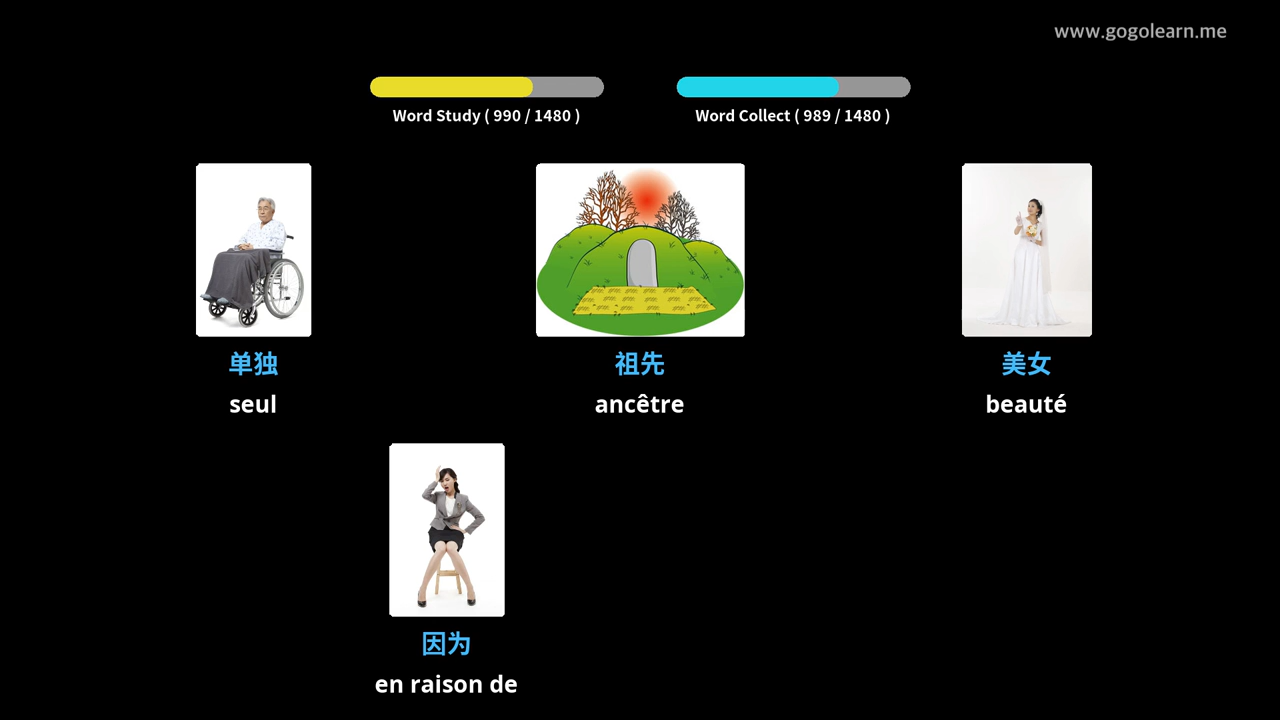 www.gogolearn.me
Word Study ( 990 / 1480 )
Word Collect ( 989 / 1480 )
单独
seul
祖先
ancêtre
美女
beauté
因为
en raison de